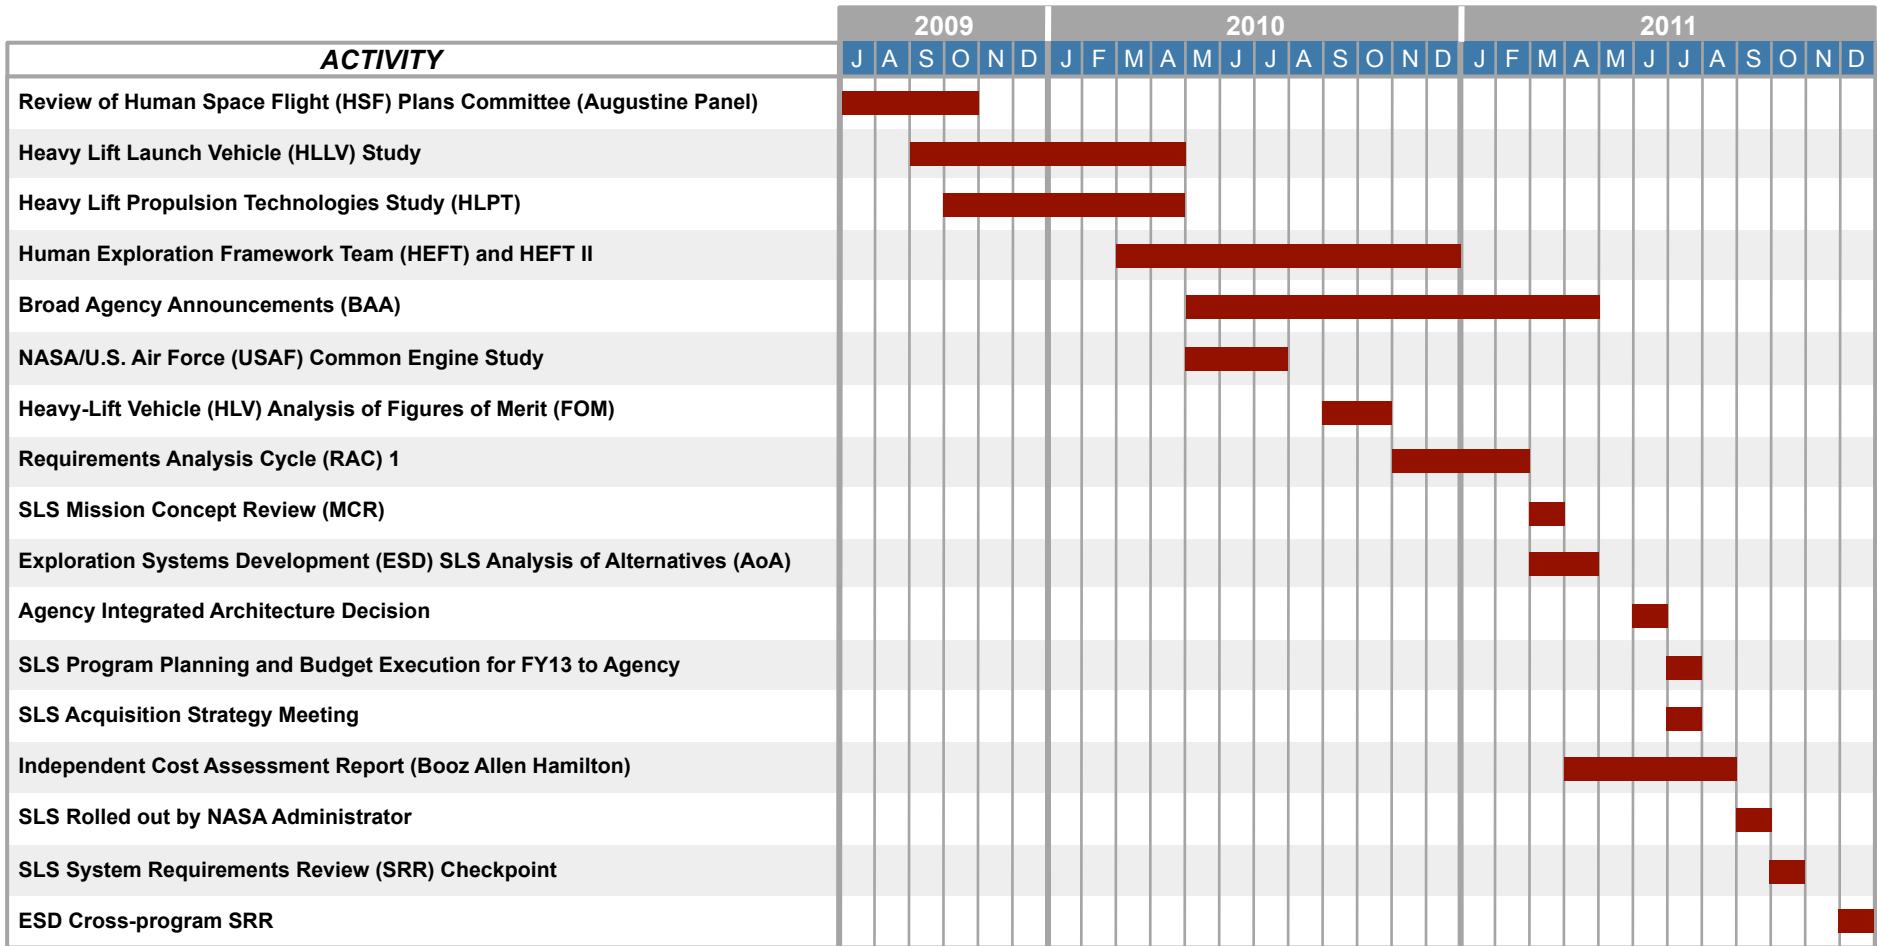 2009 2010 2011
ACTIVITY J A S O N D J F M A M J J A S O N D J F M A M J J A S O N D
Review of Human Space Flight (HSF) Plans Committee (Augustine Panel)
Heavy Lift Launch Vehicle (HLLV) Study
Heavy Lift Propulsion Technologies Study (HLPT)
Human Exploration Framework Team (HEFT) and HEFT II
Broad Agency Announcements (BAA)
NASA/U.S. Air Force (USAF) Common Engine Study
Heavy-Lift Vehicle (HLV) Analysis of Figures of Merit (FOM)
Requirements Analysis Cycle (RAC) 1
SLS Mission Concept Review (MCR)
Exploration Systems Development (ESD) SLS Analysis of Alternatives (AoA)
Agency Integrated Architecture Decision
SLS Program Planning and Budget Execution for FY13 to Agency
SLS Acquisition Strategy Meeting
Independent Cost Assessment Report (Booz Allen Hamilton)
SLS Rolled out by NASA Administrator
SLS System Requirements Review (SRR) Checkpoint
ESD Cross-program SRR